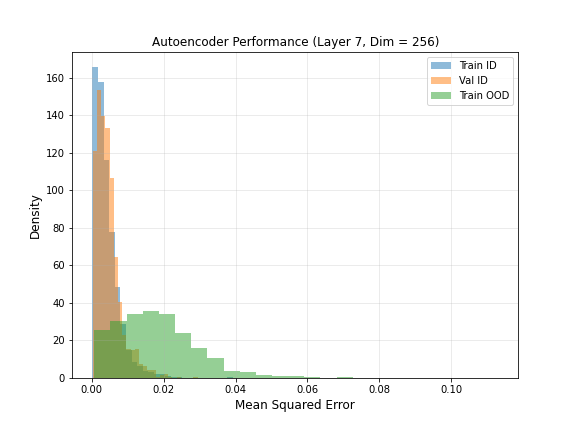 Autoencoder Performance (Layer 7, Dim = 256)
Train ID
Val ID
Train OOD
Density
160
140
120
100
80
60
40
20
0
0.00 0.02 0.04 0.06 0.08 0.10
Mean Squared Error